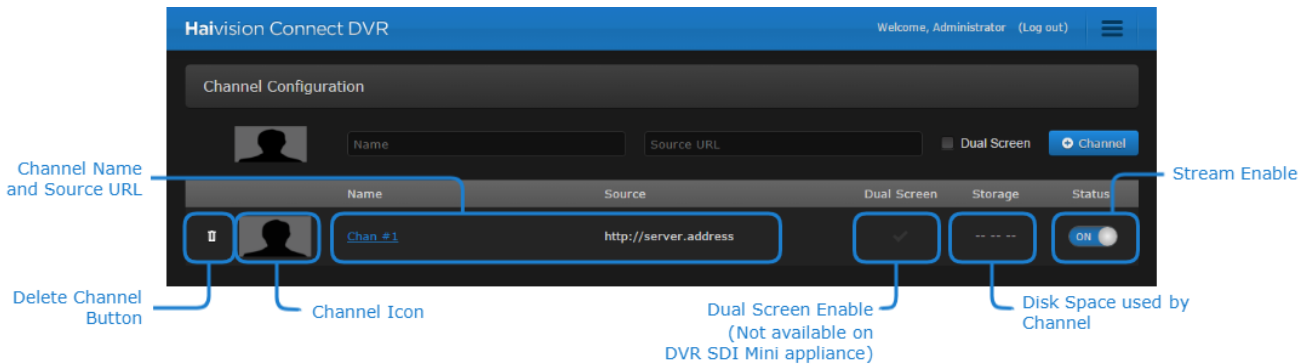 Haivision Connect DVR
Welcome, Administrator (Log out)
Channel Configuration
Name
Source URL
Dual Screen
Channel
Channel Name
and Source URL
Stream Enable
Name Source Dual Screen Storage Status
Chan #1 http://server.address -- -- -- ON
Delete Channel
Button
Channel Icon
Dual Screen Enable
(Not available on
DVR SDI Mini appliance)
Disk Space used by
Channel